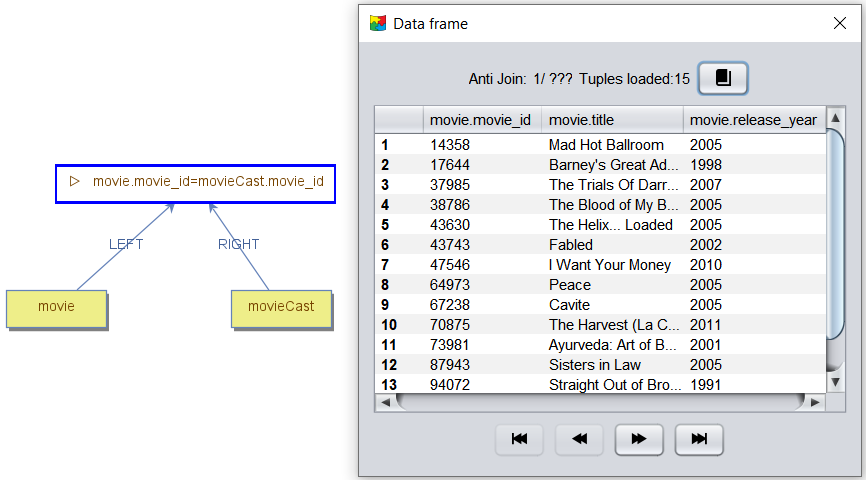 Data frame
Anti Join: 1/ ??? Tuples loaded:15
movie.movie_id movie.title movie.release_year
1 14358 Mad Hot Ballroom 2005
2 17644 Barney's Great Ad... 1998
3 37985 The Trials Of Darr... 2007
4 38786 The Blood of My B... 2005
5 43630 The Helix... Loaded 2005
6 43743 Fabled 2002
7 47546 I Want Your Money 2010
8 64973 Peace 2005
9 67238 Cavite 2005
10 70875 The Harvest (La C... 2011
11 73981 Ayurveda: Art of B... 2001
12 87943 Sisters in Law 2005
13 94072 Straight Out of Bro... 1991
movie.movie_id=movieCast.movie_id
LEFT RIGHT
movie movieCast